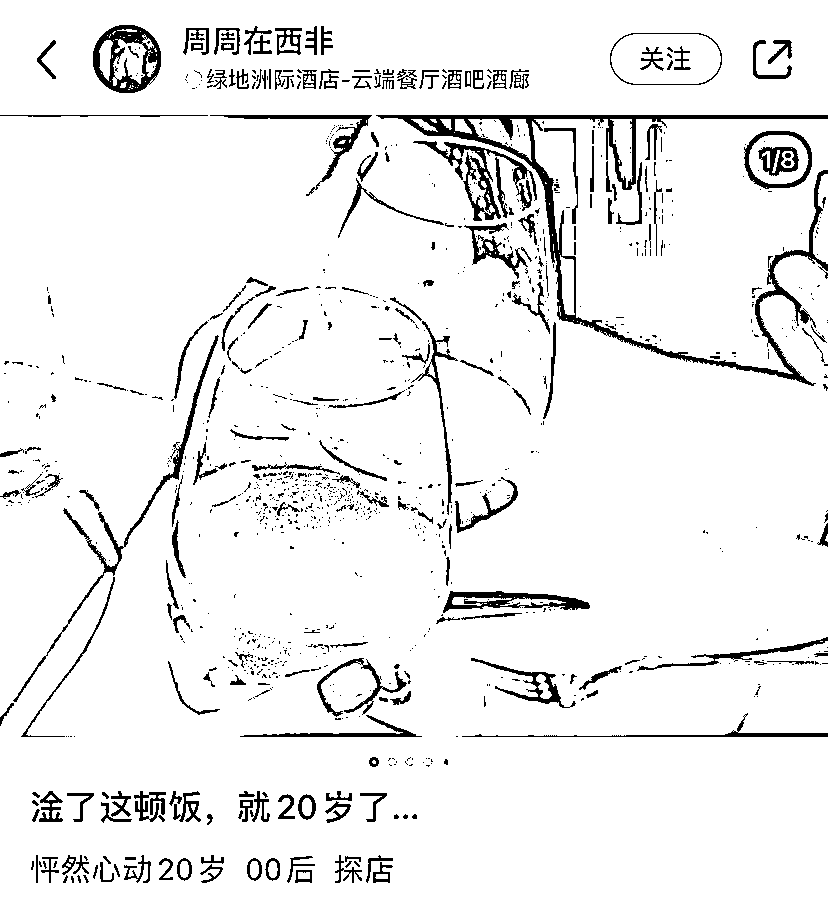 周周在西非
绿地洲际酒店-云端餐厅酒吧酒廊
关注
1/8
淦了这顿饭，就20岁了...
怦然心动20岁 00后 探店